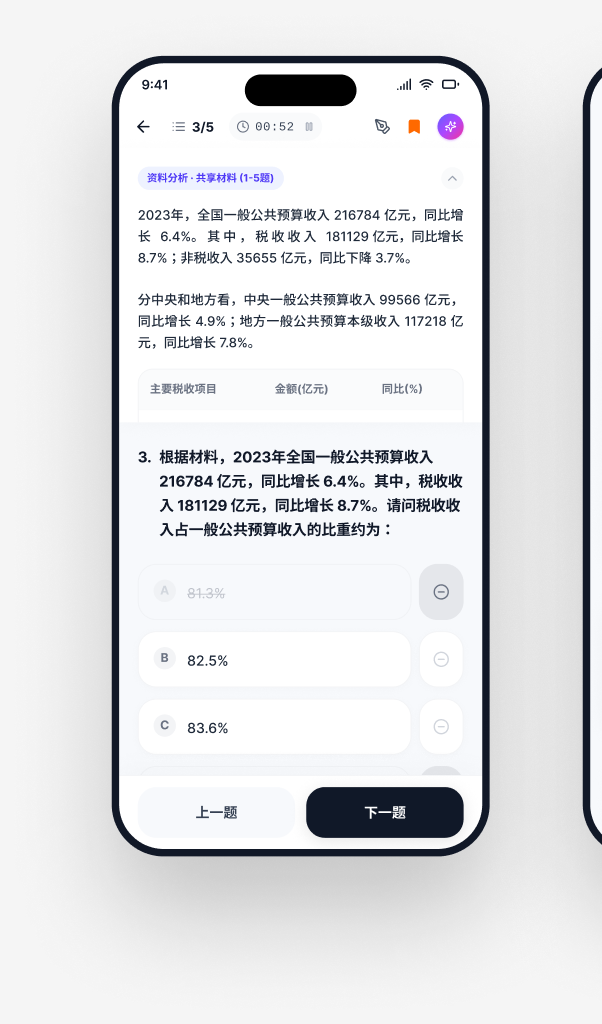 9:41
3/5
00:52
资料分析 · 共享材料 (1-5题)
2023年，全国一般公共预算收入 216784 亿元，同比增
长 6.4%。其中，税收收入 181129 亿元，同比增长
8.7%；非税收入 35655 亿元，同比下降 3.7%。
分中央和地方看，中央一般公共预算收入 99566 亿元，
同比增长 4.9%；地方一般公共预算本级收入 117218 亿
元，同比增长 7.8%。
主要税收项目 金额(亿元) 同比(%)
3. 根据材料，2023年全国一般公共预算收入
216784 亿元，同比增长 6.4%。其中，税收收
入 181129 亿元，同比增长 8.7%。请问税收收
入占一般公共预算收入的比重约为：
A 81.3%
B 82.5%
C 83.6%
上一题 下一题